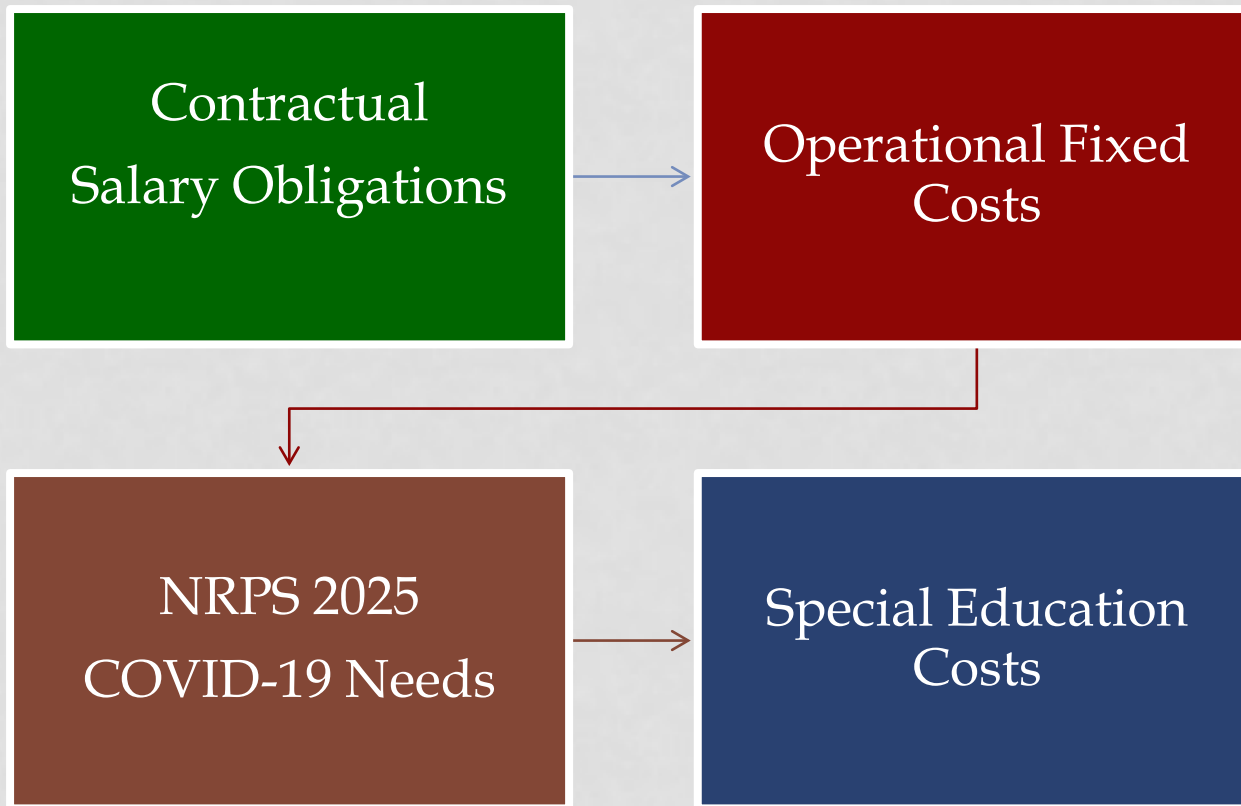 Contractual
Salary Obligations
Operational Fixed
Costs
NRPS 2025
COVID-19 Needs
Special Education
Costs